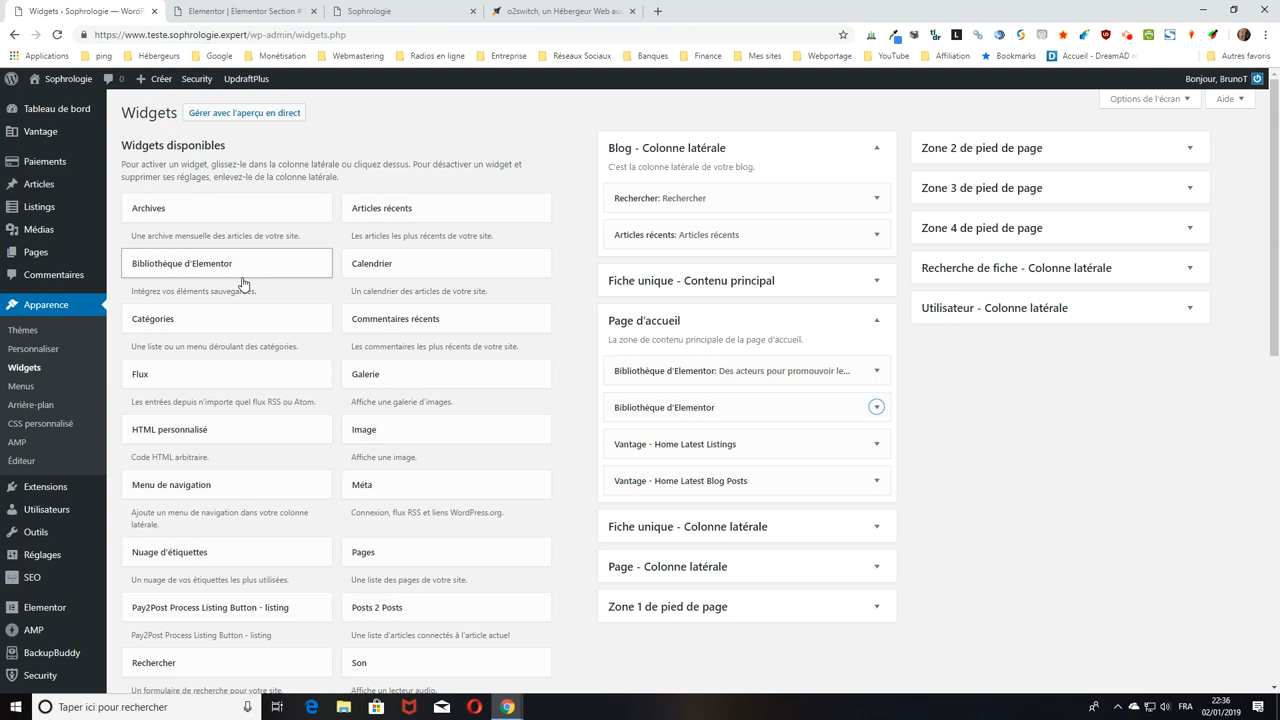 Widgets ‹ Sophrologie — WordP
Elementor | Elementor Section #
Sophrologie
o2switch, un Hébergeur Web au
https://www.teste.sophrologie.expert/wp-admin/widgets.php
Applications
ping
Hébergeurs
Google
Monétisation
Webmastering
Radios en ligne
Entreprise
Réseaux Sociaux
Banques
Finance
Mes sites
Webportage
YouTube
Affiliation
Bookmarks
Accueil - DreamAD
Autres favoris
Sophrologie
0
Créer
Security
UpdraftPlus
Bonjour, BrunoT
Tableau de bord
Vantage
Paiements
Articles
Listings
Médias
Pages
Commentaires
Apparence
Thèmes
Personnaliser
Widgets
Menus
Arrière-plan
CSS personnalisé
AMP
Éditeur
Extensions
Utilisateurs
Outils
Réglages
SEO
Elementor
AMP
BackupBuddy
Security
Options de l'écran
Aide
Widgets
Gérer avec l'aperçu en direct
Widgets disponibles
Pour activer un widget, glissez-le dans la colonne latérale ou cliquez dessus. Pour désactiver un widget et
supprimer ses réglages, enlevez-le de la colonne latérale.
Archives
Une archive mensuelle des articles de votre site.
Articles récents
Les articles les plus récents de votre site.
Bibliothèque d'Elementor
Intégrez vos éléments sauvegardés.
Calendrier
Un calendrier des articles de votre site.
Catégories
Une liste ou un menu déroulant des catégories.
Commentaires récents
Les commentaires les plus récents de votre site.
Flux
Les entrées depuis n'importe quel flux RSS ou Atom.
Galerie
Affiche une galerie d'images.
HTML personnalisé
Code HTML arbitraire.
Image
Affiche une image.
Menu de navigation
Ajoute un menu de navigation dans votre colonne
latérale.
Méta
Connexion, flux RSS et liens WordPress.org.
Nuage d'étiquettes
Un nuage de vos étiquettes les plus utilisées.
Pages
Une liste des pages de votre site.
Pay2Post Process Listing Button - listing
Pay2Post Process Listing Button - listing
Posts 2 Posts
Une liste d'articles connectés à l'article actuel
Rechercher
Un formulaire de recherche pour votre site.
Son
Affiche un lecteur audio.
Blog - Colonne latérale
C'est la colonne latérale de votre blog.
Rechercher: Rechercher
Articles récents: Articles récents
Fiche unique - Contenu principal
Page d'accueil
La zone de contenu principale de la page d'accueil.
Bibliothèque d'Elementor: Des acteurs pour promouvoir le...
Bibliothèque d'Elementor
Vantage - Home Latest Listings
Vantage - Home Latest Blog Posts
Fiche unique - Colonne latérale
Page - Colonne latérale
Zone 1 de pied de page
Zone 2 de pied de page
Zone 3 de pied de page
Zone 4 de pied de page
Recherche de fiche - Colonne latérale
Utilisateur - Colonne latérale
Taper ici pour rechercher
FRA
22:36
02/01/2019